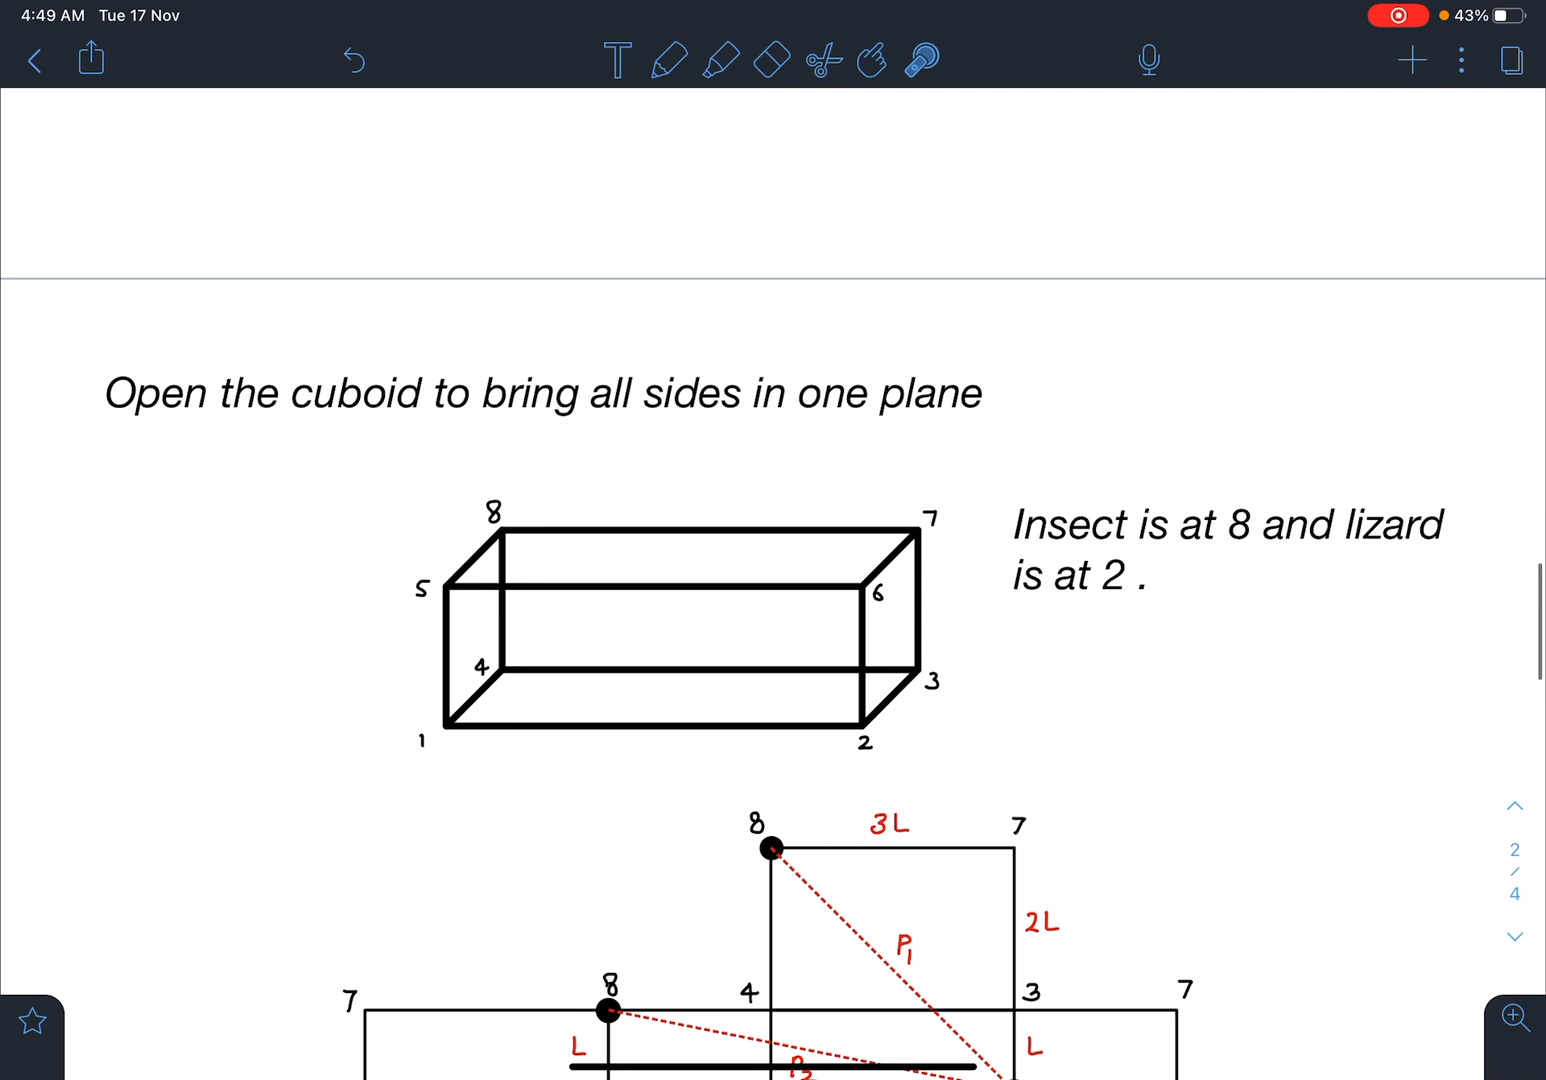 4:49 AM Tue 17 Nov
43%
T
Open the cuboid to bring all sides in one plane
8
7
Insect is at 8 and lizard
is at 2 .
5
6
4
3
1
2
8
3L
7
2L
P1
2
4
7
8
4
3
7
L
P2
L